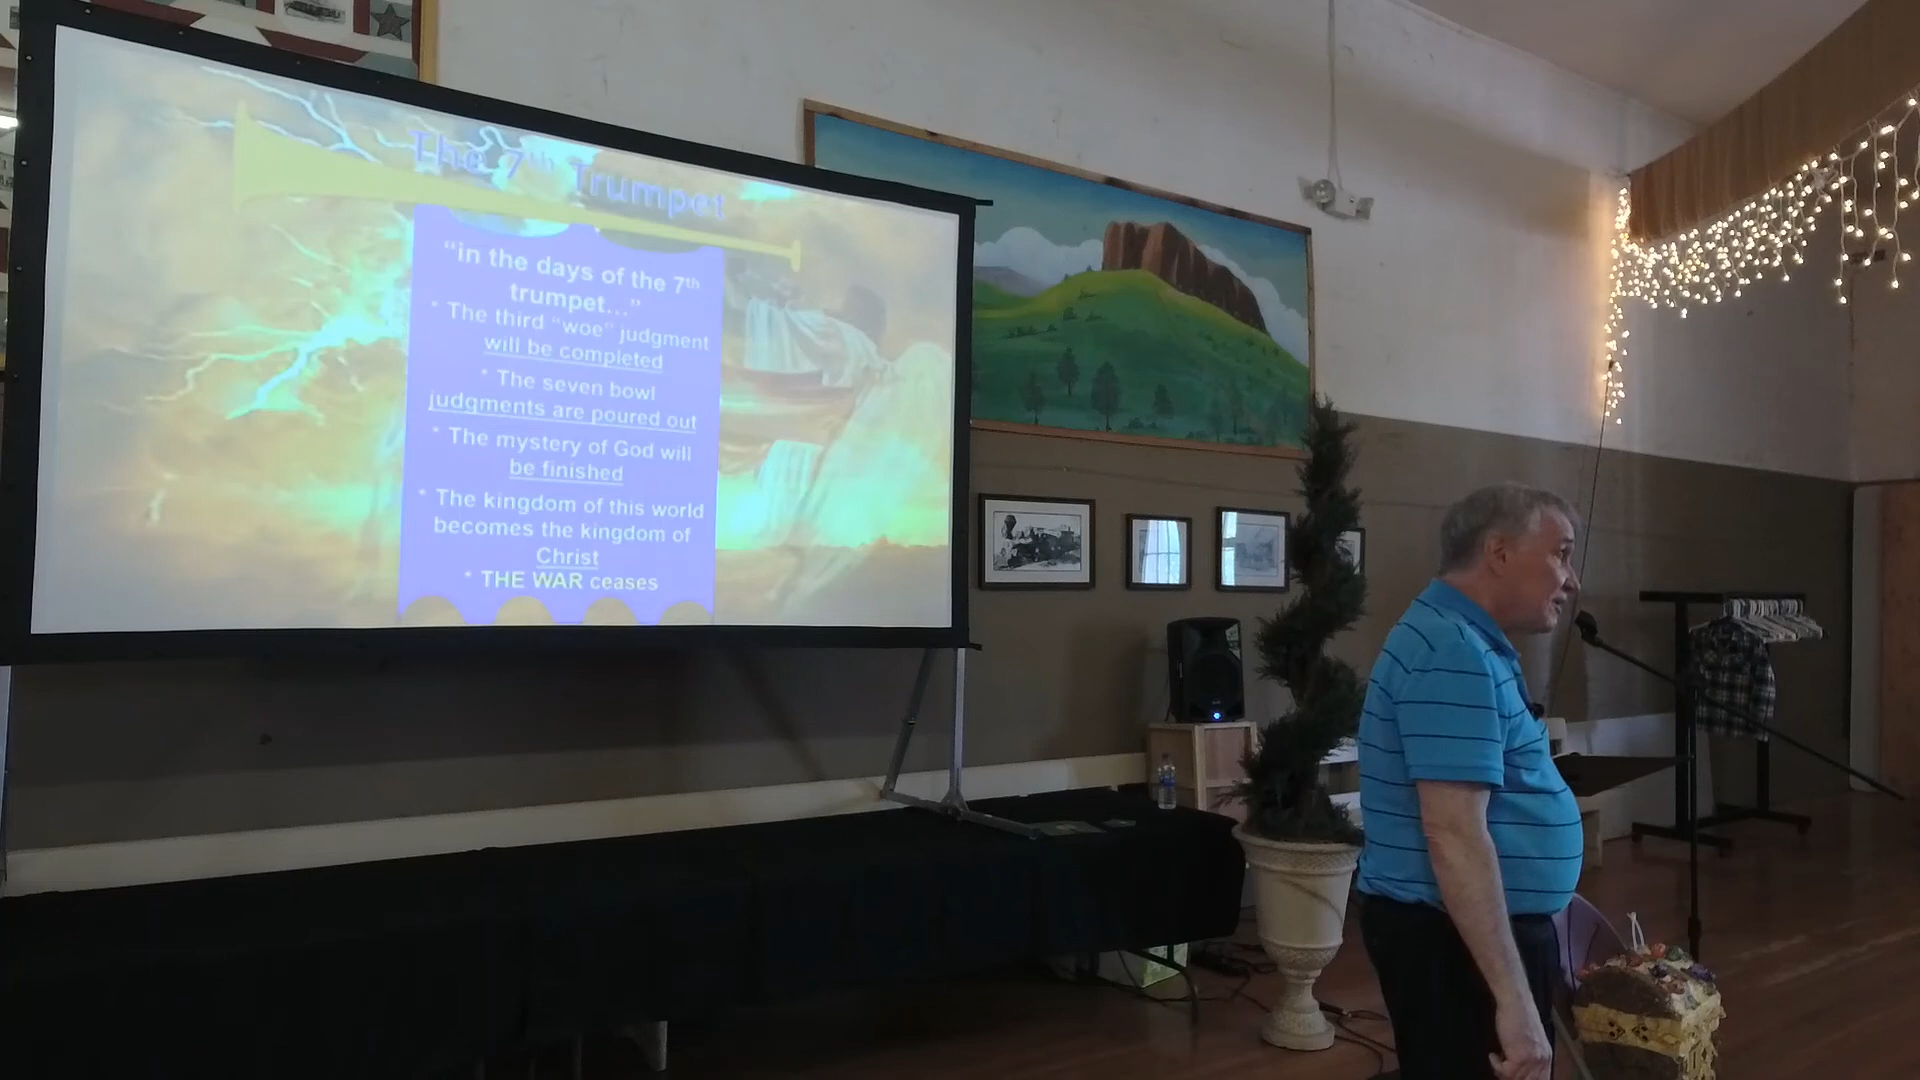 The 7th Trumpet
“in the days of the 7th
trumpet...”
* The third “woe” judgment
will be completed
* The seven bowl
judgments are poured out
* The mystery of God will
be finished
* The kingdom of this world
becomes the kingdom of
Christ
* THE WAR ceases